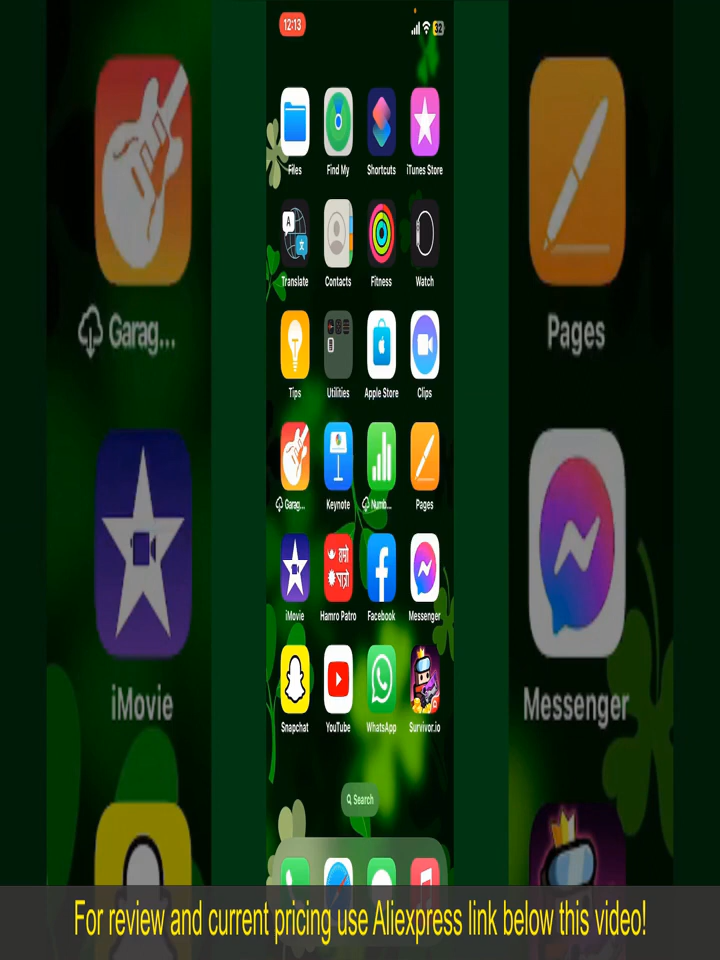 12:13
32
Files Find My Shortcuts iTunes Store
A
Translate Contacts Fitness Watch
Tips Utilities Apple Store Clips
Garag... Keynote Numb... Pages
हाम्रो
पात्रो
iMovie Hamro Patro Facebook Messenger
Snapchat YouTube WhatsApp Survivor.io
Search
Garag...
Pages
iMovie
Messenger
For review and current pricing use Aliexpress link below this video!